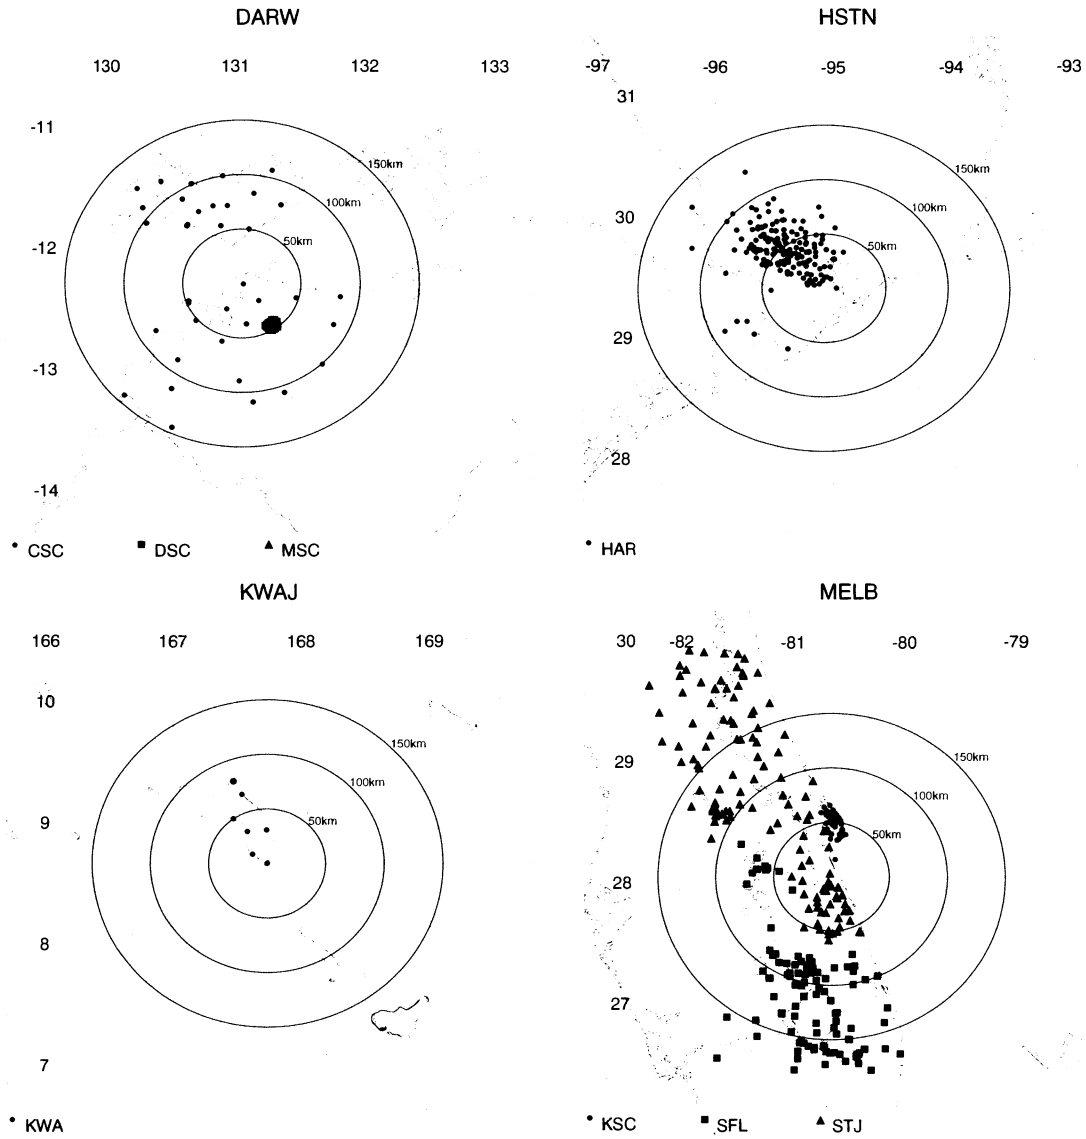 DARW
130 131 132 133
-11
-12
-13
-14
150km
100km
50km
CSC DSC MSC
HSTN
-97 -96 -95 -94 -93
31
30
29
28
150km
100km
50km
HAR
KWAJ
166 167 168 169
10
9
8
7
150km
100km
50km
KWA
MELB
30 -82 -81 -80 -79
29
28
27
150km
100km
50km
KSC SFL STJ